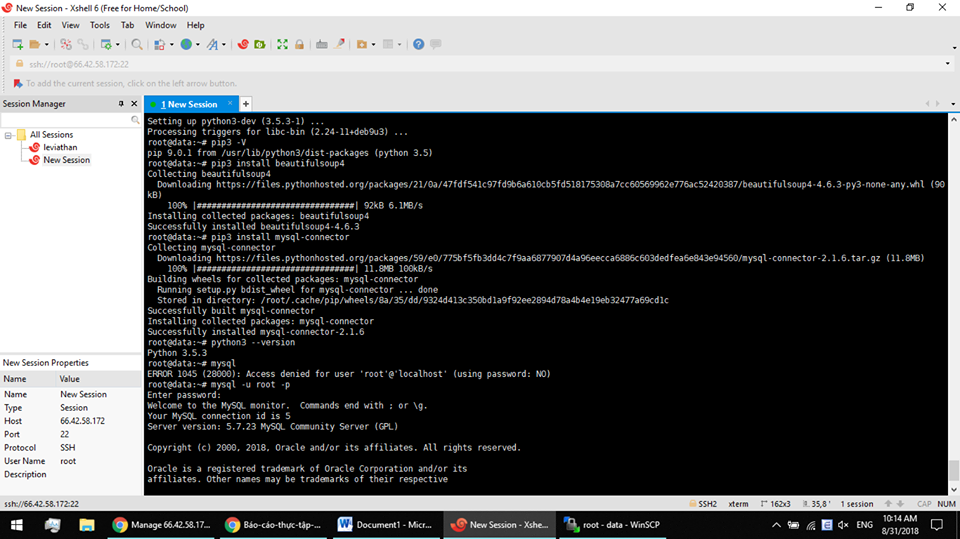 New Session - Xshell 6 (Free for Home/School)
File Edit View Tools Tab Window Help
ssh://root@66.42.58.172:22
To add the current session, click on the left arrow button.
Session Manager
All Sessions
leviathan
New Session
New Session Properties
Name Value
Name New Session
Type Session
Host 66.42.58.172
Port 22
Protocol SSH
User Name root
Description
1 New Session
Setting up python3-dev (3.5.3-1) ...
Processing triggers for libc-bin (2.24-11+deb9u3) ...
root@data:~# pip3 -V
pip 9.0.1 from /usr/lib/python3/dist-packages (python 3.5)
root@data:~# pip3 install beautifulsoup4
Collecting beautifulsoup4
Downloading https://files.pythonhosted.org/packages/21/0a/47fdf541c97fd9b6a610cb5fd518175308a7cc60569962e776ac52420387/beautifulsoup4-4.6.3-py3-none-any.whl (90
kB)
100% |################################| 92kB 6.1MB/s
Installing collected packages: beautifulsoup4
Successfully installed beautifulsoup4-4.6.3
root@data:~# pip3 install mysql-connector
Collecting mysql-connector
Downloading https://files.pythonhosted.org/packages/59/e0/775bf5fb3dd4c7f9aa6877907d4a96eecca6886c603dedfea6e843e94560/mysql-connector-2.1.6.tar.gz (11.8MB)
100% |################################| 11.8MB 100kB/s
Building wheels for collected packages: mysql-connector
Running setup.py bdist_wheel for mysql-connector ... done
Stored in directory: /root/.cache/pip/wheels/8a/35/dd/9324d413c350bd1a9f92ee2894d78a4b4e19eb32477a69cd1c
Successfully built mysql-connector
Installing collected packages: mysql-connector
Successfully installed mysql-connector-2.1.6
root@data:~# python3 --version
Python 3.5.3
root@data:~# mysql
ERROR 1045 (28000): Access denied for user 'root'@'localhost' (using password: NO)
root@data:~# mysql -u root -p
Enter password:
Welcome to the MySQL monitor.  Commands end with ; or \g.
Your MySQL connection id is 5
Server version: 5.7.23 MySQL Community Server (GPL)
Copyright (c) 2000, 2018, Oracle and/or its affiliates. All rights reserved.
Oracle is a registered trademark of Oracle Corporation and/or its
affiliates. Other names may be trademarks of their respective
ssh://66.42.58.172:22 SSH2 xterm 162x3 35,8' 1 session CAP NUM
Manage 66.42.58.17... Báo-cáo-thực-tập-... Document1 - Micr... New Session - Xshe... root - data - WinSCP ENG
10:14 AM
8/31/2018